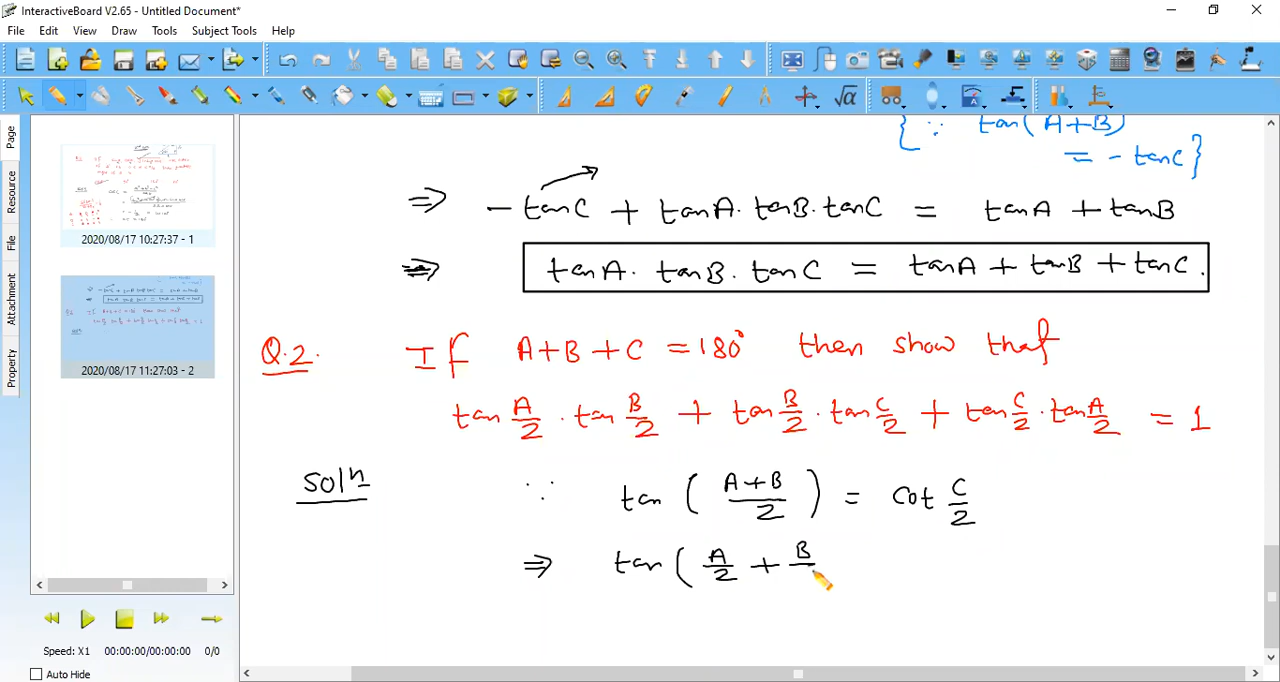 InteractiveBoard V2.65 - Untitled Document*
File Edit View Draw Tools Subject Tools Help
Page
Resource
File
Attachment
Property
2020/08/17 10:27:37 - 1
2020/08/17 11:27:03 - 2
Speed: X1 00:00:00/00:00:00 0/0
Auto Hide
{ ∵ tan(A+B)
= - tanC }
⇒ - tanC + tanA. tanB. tanC = tanA + tanB
⇒ tanA. tanB. tanC = tanA + tanB + tanC.
Q.2. If A+B+C = 180° then show that
tan A/2 · tan B/2 + tan B/2 · tan C/2 + tan C/2 · tan A/2 = 1
Soln ∵ tan ( A+B/2 ) = cot C/2
⇒ tan ( A/2 + B